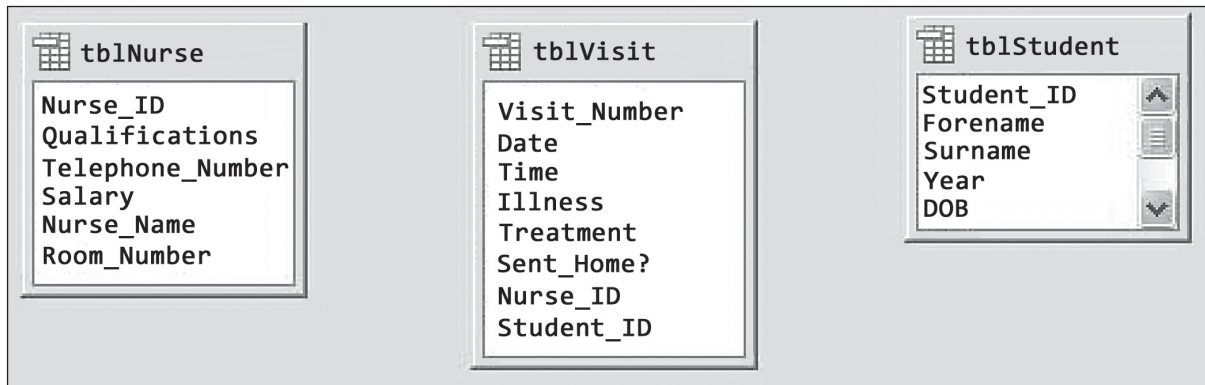 tblNurse
Nurse_ID
Qualifications
Telephone_Number
Salary
Nurse_Name
Room_Number
tblVisit
Visit_Number
Date
Time
Illness
Treatment
Sent_Home?
Nurse_ID
Student_ID
tblStudent
Student_ID
Forename
Surname
Year
DOB